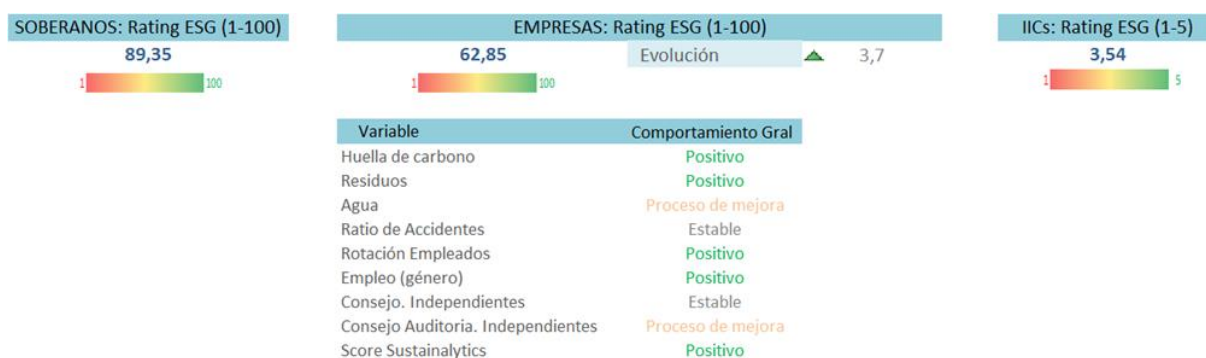 SOBERANOS: Rating ESG (1-100)
89,35
1 100
EMPRESAS: Rating ESG (1-100)
62,85 Evolución 3,7
1 100
IICs: Rating ESG (1-5)
3,54
1 5
Variable Comportamiento Gral
Huella de carbono Positivo
Residuos Positivo
Agua Proceso de mejora
Ratio de Accidentes Estable
Rotación Empleados Positivo
Empleo (género) Positivo
Consejo. Independientes Estable
Consejo Auditoria. Independientes Proceso de mejora
Score Sustainalytics Positivo